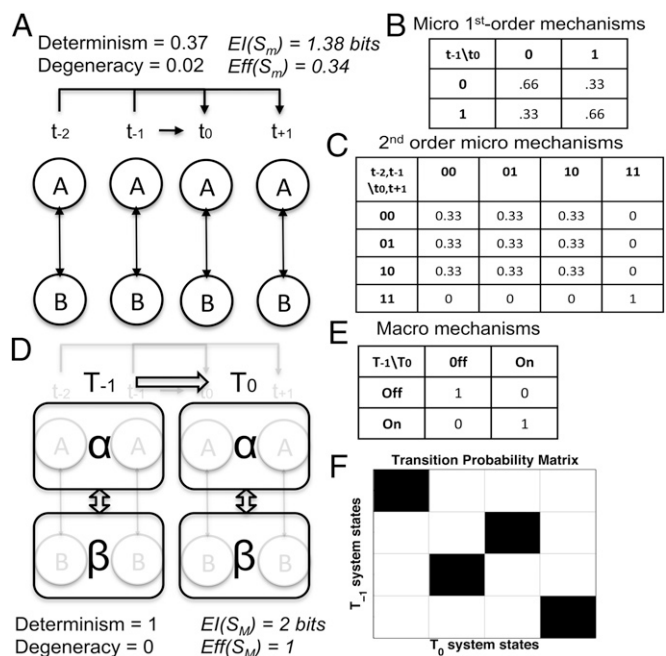 A
Determinism = 0.37 EI(Sm) = 1.38 bits
Degeneracy = 0.02 Eff(Sm) = 0.34
t-2 t-1 t0 t+1
A A A A
B B B B
B Micro 1st-order mechanisms
t-1\t0 0 1
0 .66 .33
1 .33 .66
C 2nd order micro mechanisms
t-2,t-1 \t0,t+1 00 01 10 11
00 0.33 0.33 0.33 0
01 0.33 0.33 0.33 0
10 0.33 0.33 0.33 0
11 0 0 0 1
D
t-2 t-1 t0 t+1
T-1 T0
A α A A α A
B β B B β B
Determinism = 1 EI(SM) = 2 bits
Degeneracy = 0 Eff(SM) = 1
E Macro mechanisms
T-1\T0 0ff On
Off 1 0
On 0 1
F
Transition Probability Matrix
T-1 system states
T0 system states